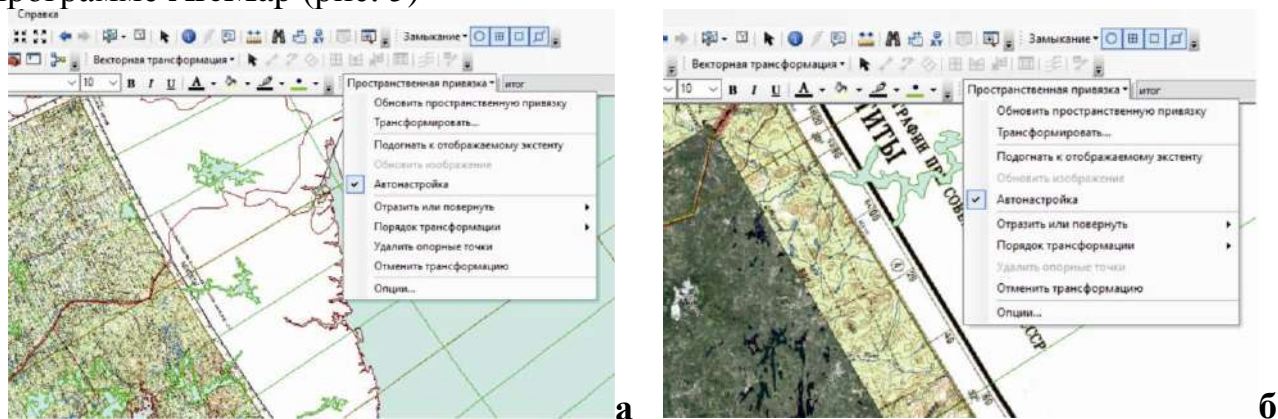 программе ArcMap (рис. 3)
Справка
Замыкание
Векторная трансформация
10 B I U A
Пространственная привязка итог
Обновить пространственную привязку
Трансформировать...
Подогнать к отображаемому экстенту
Обновить изображение
Автонастройка
Отразить или повернуть
Порядок трансформации
Удалить опорные точки
Отменить трансформацию
Опции...
а
Замыкание
Векторная трансформация
10 B I U A
Пространственная привязка итог
Обновить пространственную привязку
Трансформировать...
Подогнать к отображаемому экстенту
Обновить изображение
Автонастройка
Отразить или повернуть
Порядок трансформации
Удалить опорные точки
Отменить трансформацию
Опции...
СССР
б